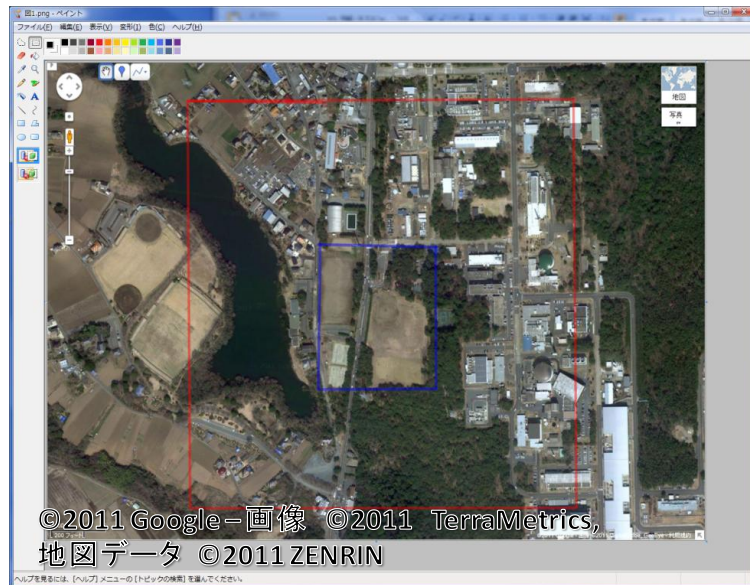 図1.png - ペイント
ファイル(F) 編集(E) 表示(V) 変形(I) 色(C) ヘルプ(H)
地図
写真
©2011 Google – 画像 ©2011 TerraMetrics,
地図データ ©2011 ZENRIN
ヘルプを見るには、[ヘルプ] メニューの [トピックの検索] を選んでください。